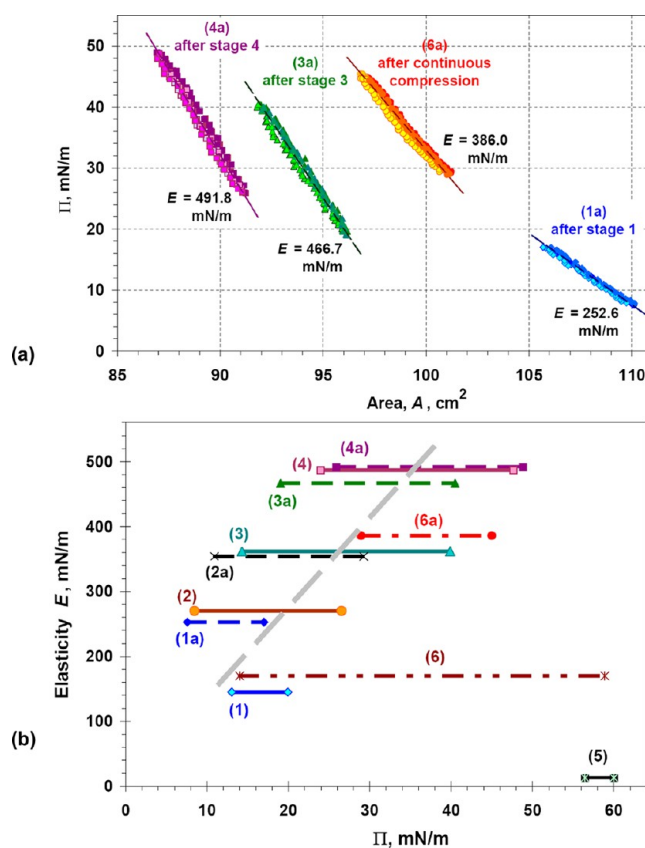 (4a)
after stage 4
(3a)
after stage 3
(6a)
after continuous
compression
(1a)
after stage 1
E = 491.8
mN/m
E = 466.7
mN/m
E = 386.0
mN/m
E = 252.6
mN/m
50
40
30
20
10
0
Π, mN/m
85
90
95
100
105
110
Area, A, cm²
(a)
500
400
300
200
100
0
Elasticity E, mN/m
(4a)
(4)
(3a)
(3)
(6a)
(2a)
(2)
(1a)
(6)
(1)
(5)
0
10
20
30
40
50
60
Π, mN/m
(b)